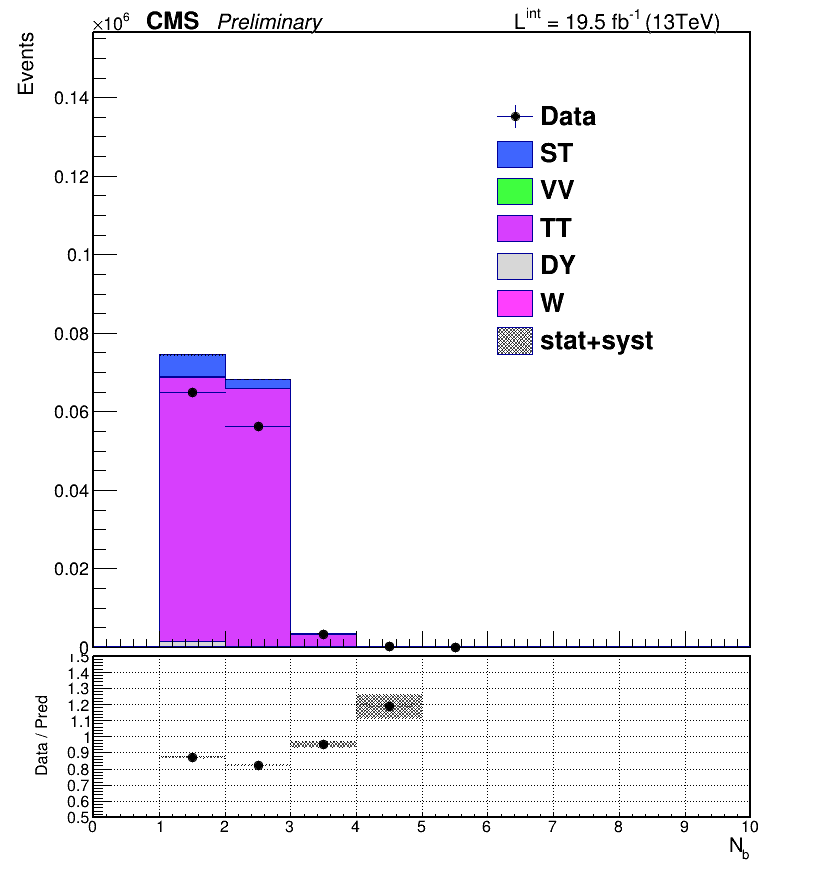 ×10⁶ CMS Preliminary L^int = 19.5 fb⁻¹ (13TeV)
Events
0.14
0.12
0.1
0.08
0.06
0.04
0.02
0
Data
ST
VV
TT
DY
W
stat+syst
Data / Pred
1.5
1.4
1.3
1.2
1.1
1
0.9
0.8
0.7
0.6
0.5
0 1 2 3 4 5 6 7 8 9 10
N_b